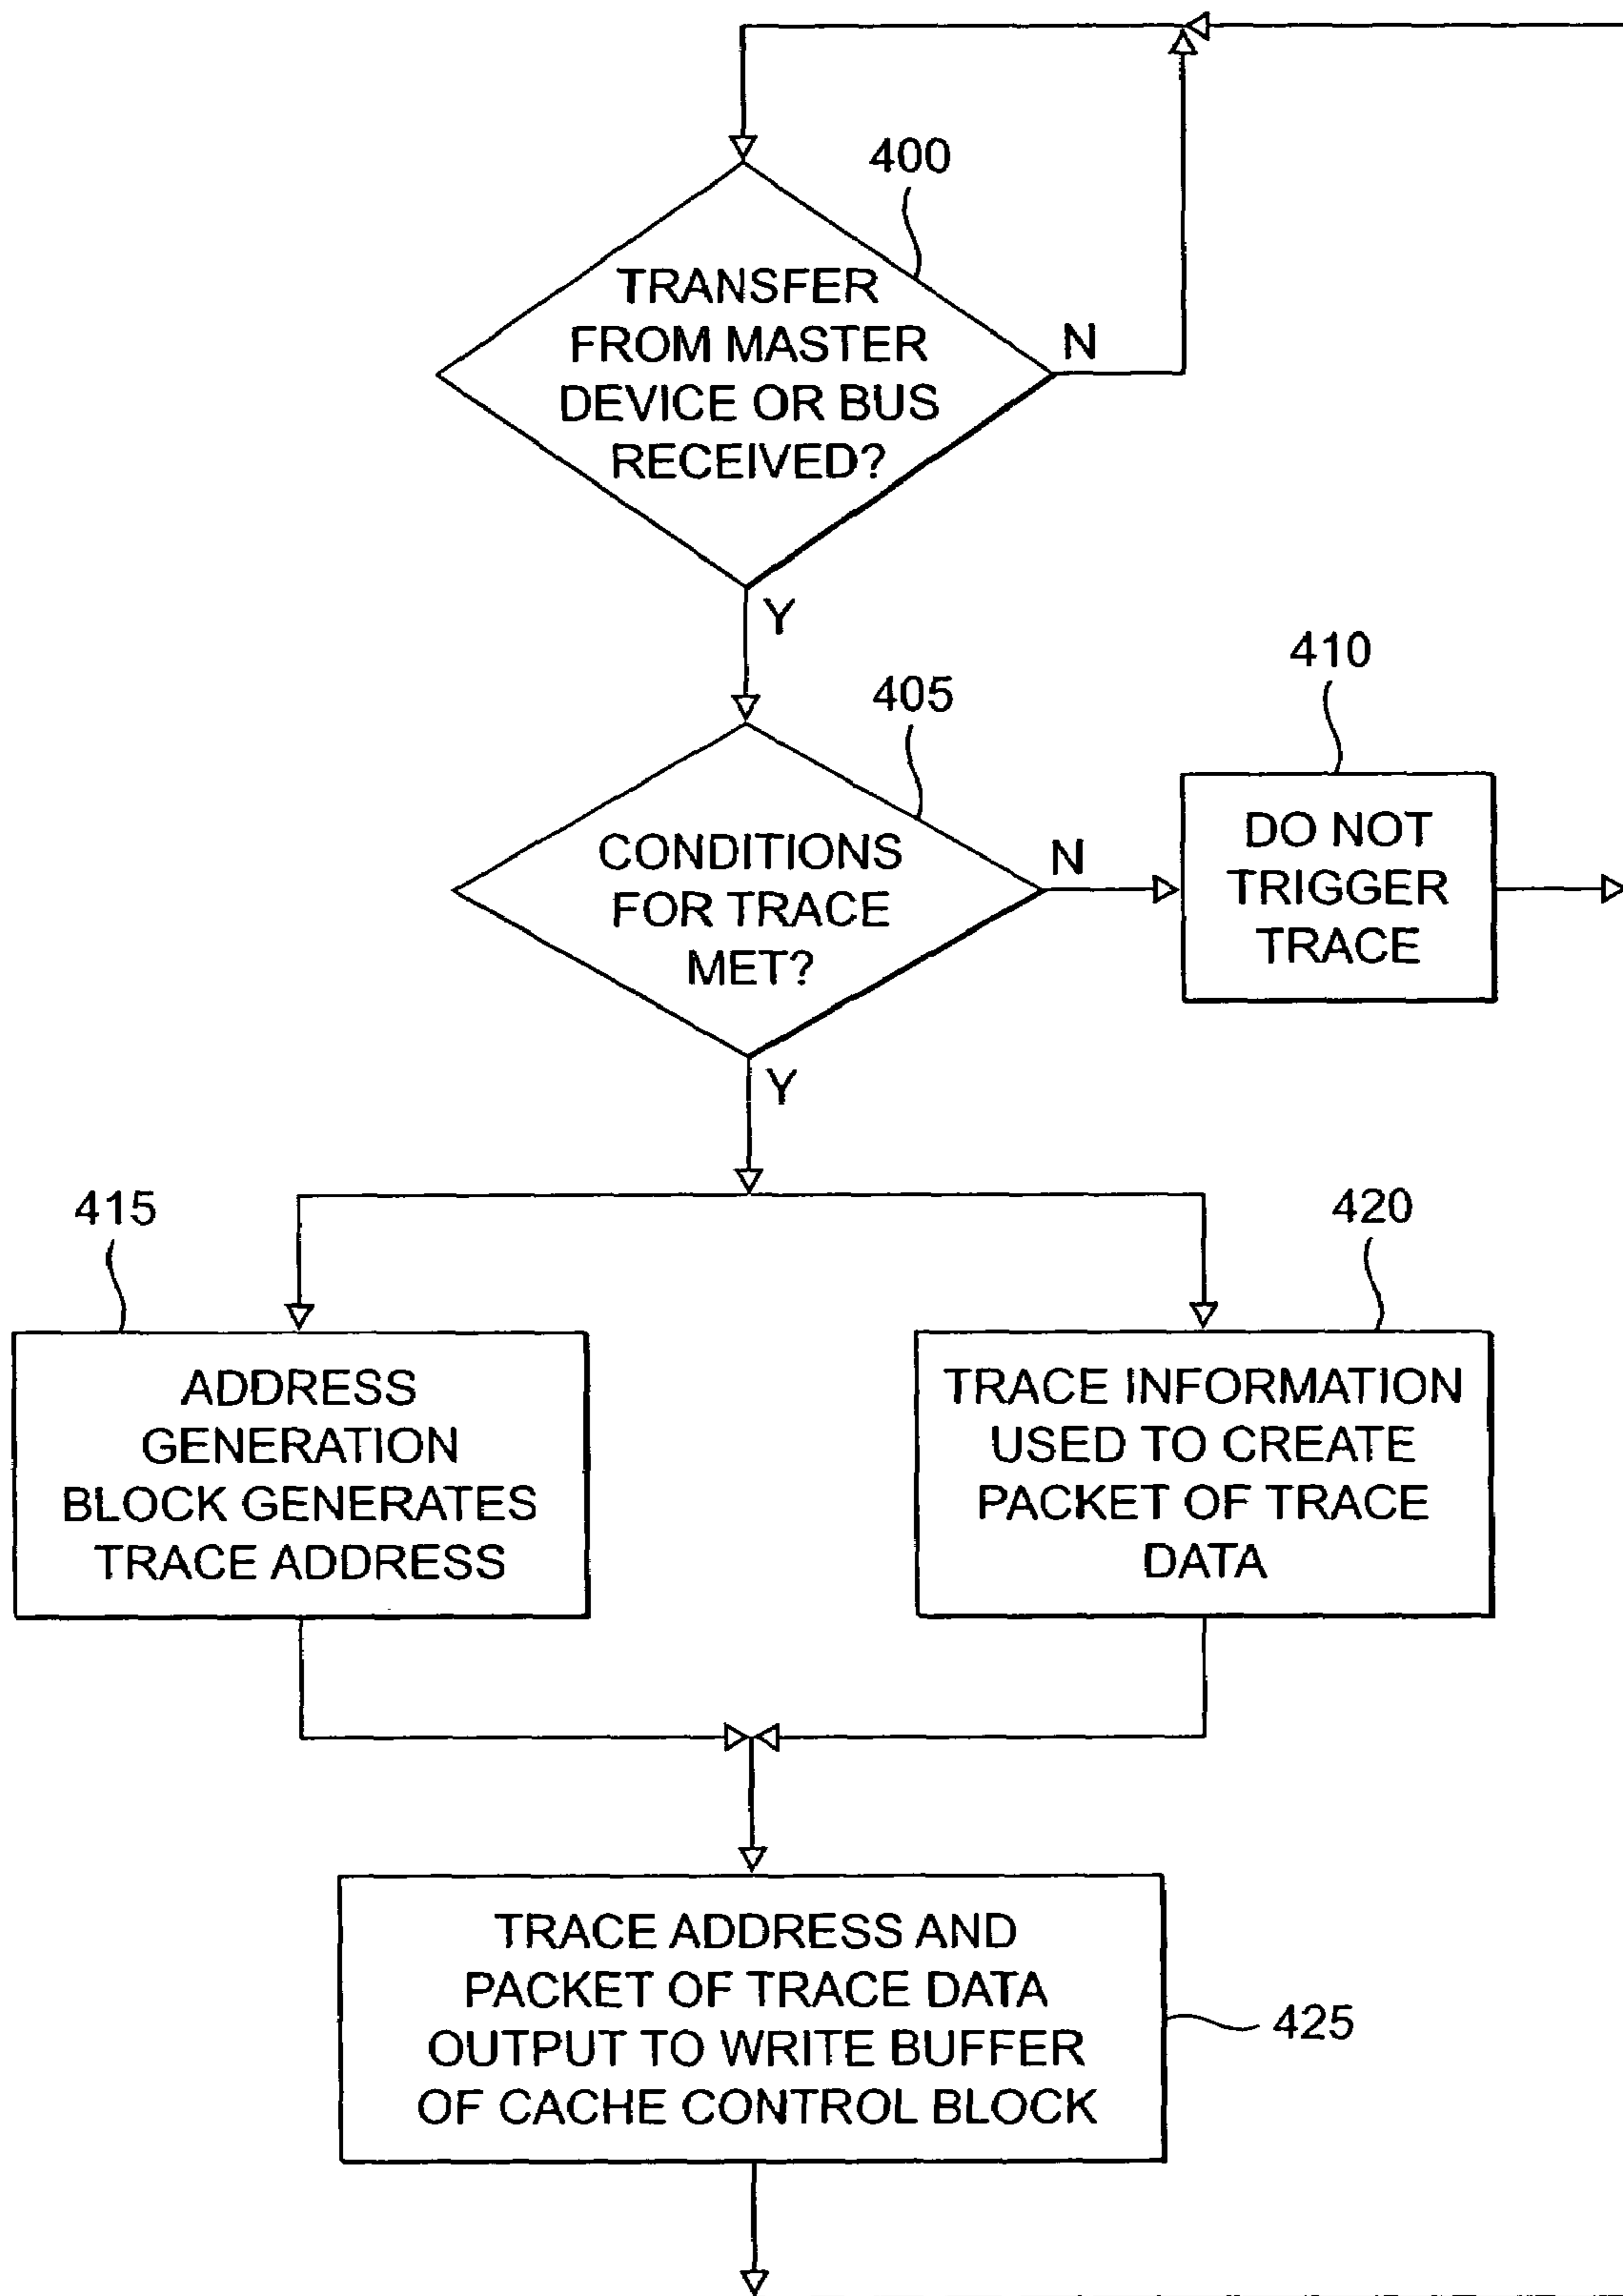 400
TRANSFER
FROM MASTER
DEVICE OR BUS
RECEIVED?
N
Y
405
CONDITIONS
FOR TRACE
MET?
N
410
DO NOT
TRIGGER
TRACE
Y
415
ADDRESS
GENERATION
BLOCK GENERATES
TRACE ADDRESS
420
TRACE INFORMATION
USED TO CREATE
PACKET OF TRACE
DATA
TRACE ADDRESS AND
PACKET OF TRACE DATA
OUTPUT TO WRITE BUFFER
OF CACHE CONTROL BLOCK
425